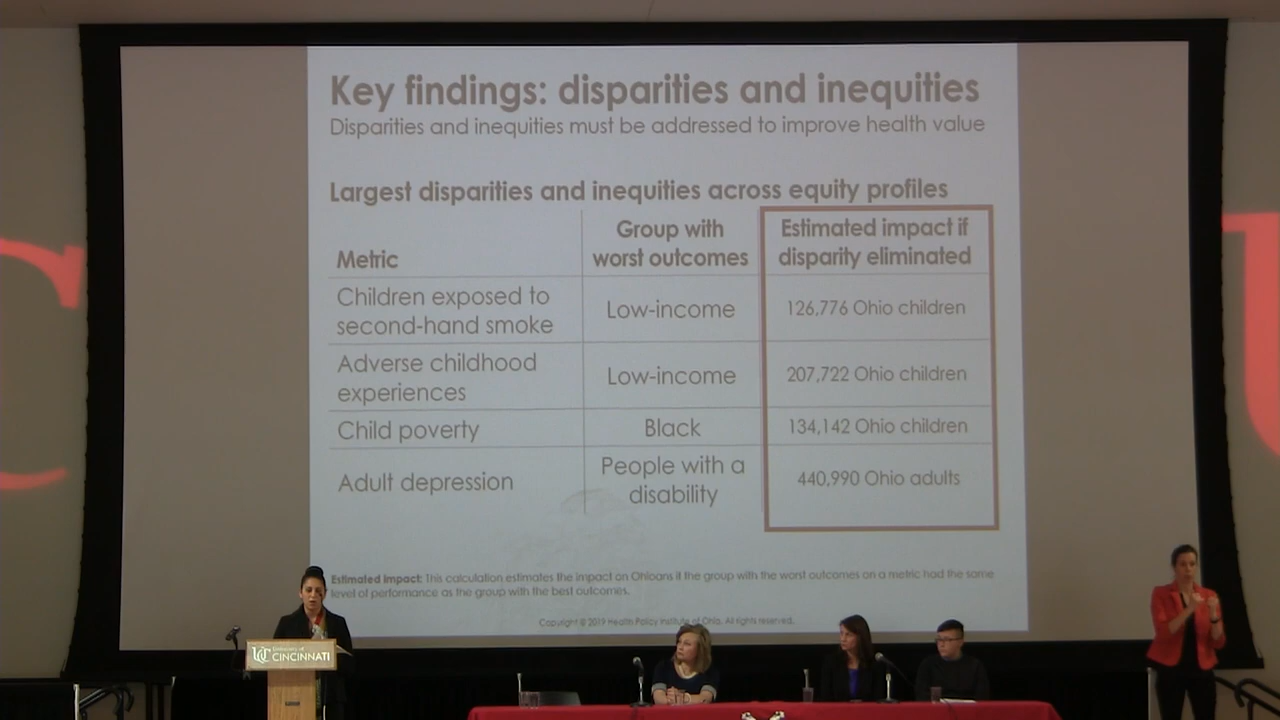 Key findings: disparities and inequities
Disparities and inequities must be addressed to improve health value
Largest disparities and inequities across equity profiles
Metric
Group with
worst outcomes
Estimated impact if
disparity eliminated
Children exposed to
second-hand smoke
Low-income
126,776 Ohio children
Adverse childhood
experiences
Low-income
207,722 Ohio children
Child poverty
Black
134,142 Ohio children
Adult depression
People with a
disability
440,990 Ohio adults
Estimated impact: This calculation estimates the impact on Ohioans if the group with the worst outcomes on a metric had the same
level of performance as the group with the best outcomes.
Copyright © 2019 Health Policy Institute of Ohio. All rights reserved.
C
U
UC University of
CINCINNATI